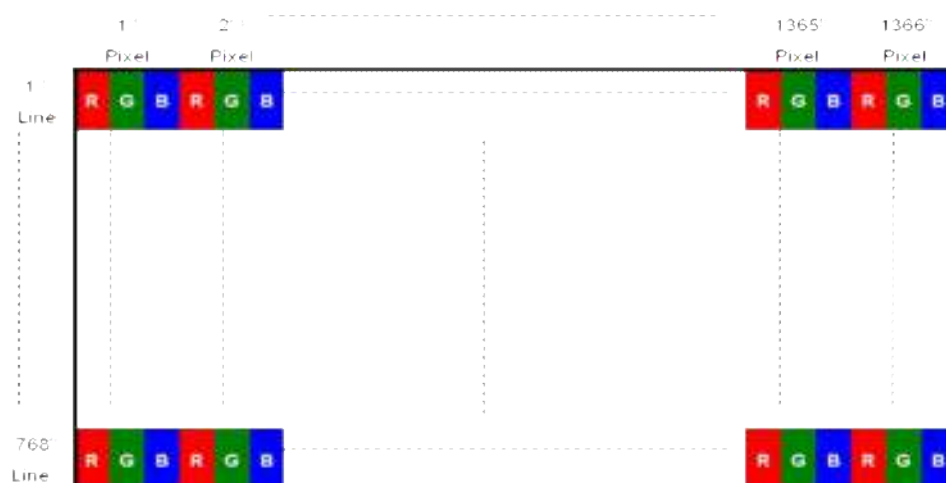 1 2 1365 1366
Pixel Pixel Pixel Pixel
1
Line
R G B R G B R G B R G B
768
Line
R G B R G B R G B R G B